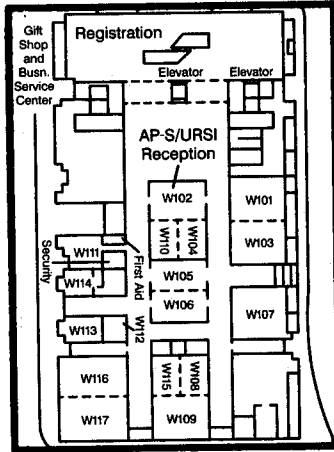 Gift
Shop
and
Busn.
Service
Center
Registration
Elevator
Elevator
AP-S/URSI
Reception
W102
W101
W110
W104
W103
W111
First Aid
Security
W114
W105
W106
W107
W113
W112
W116
W115
W108
W117
W109